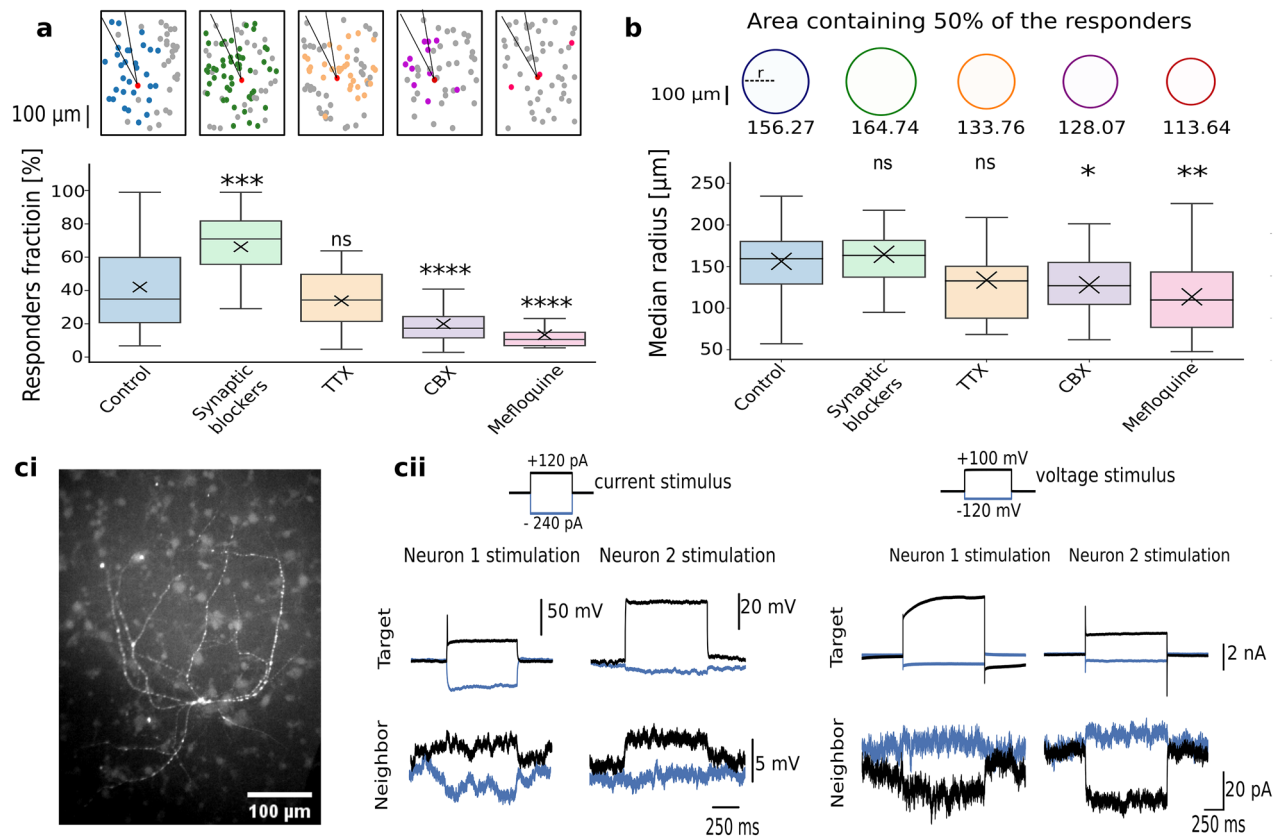 a
100 µm
Responders fractioin [%]
100
80
60
40
20
0
***
ns
****
****
Control
Synaptic
blockers
TTX
CBX
Mefloquine
b
Area containing 50% of the responders
r
100 µm
156.27
164.74
133.76
128.07
113.64
Median radius [µm]
250
200
150
100
50
ns
ns
*
**
Control
Synaptic
blockers
TTX
CBX
Mefloquine
ci
100 µm
cii
+120 pA
current stimulus
- 240 pA
+100 mV
voltage stimulus
-120 mV
Neuron 1 stimulation
Neuron 2 stimulation
Neuron 1 stimulation
Neuron 2 stimulation
Target
50 mV
20 mV
Target
2 nA
Neighbor
5 mV
250 ms
Neighbor
20 pA
250 ms